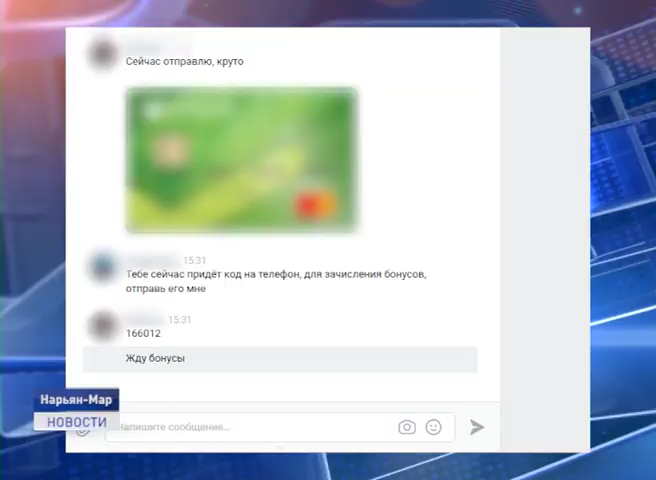 Сейчас отправлю, круто
15:31
Тебе сейчас придёт код на телефон, для зачисления бонусов,
отправь его мне
15:31
166012
Жду бонусы
Нарьян-Мар
НОВОСТИ
Напишите сообщение...